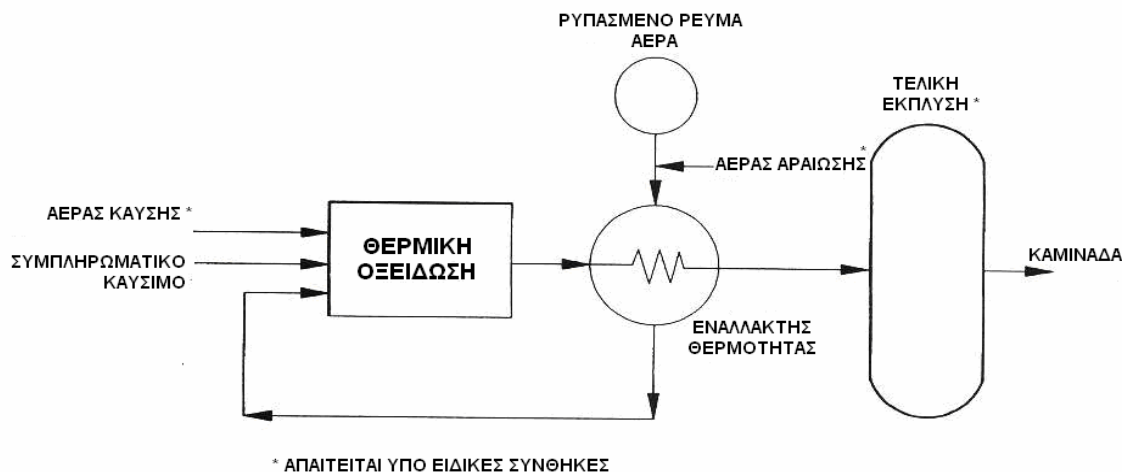 ΡΥΠΑΣΜΕΝΟ ΡΕΥΜΑ
ΑΕΡΑ
ΤΕΛΙΚΗ
ΕΚΠΛΥΣΗ *
ΑΕΡΑΣ ΑΡΑΙΩΣΗΣ *
ΑΕΡΑΣ ΚΑΥΣΗΣ *
ΣΥΜΠΛΗΡΩΜΑΤΙΚΟ
ΚΑΥΣΙΜΟ *
ΘΕΡΜΙΚΗ
ΟΞΕΙΔΩΣΗ
ΚΑΜΙΝΑΔΑ
ΕΝΑΛΛΑΚΤΗΣ
ΘΕΡΜΟΤΗΤΑΣ
* ΑΠΑΙΤΕΙΤΑΙ ΥΠΟ ΕΙΔΙΚΕΣ ΣΥΝΘΗΚΕΣ